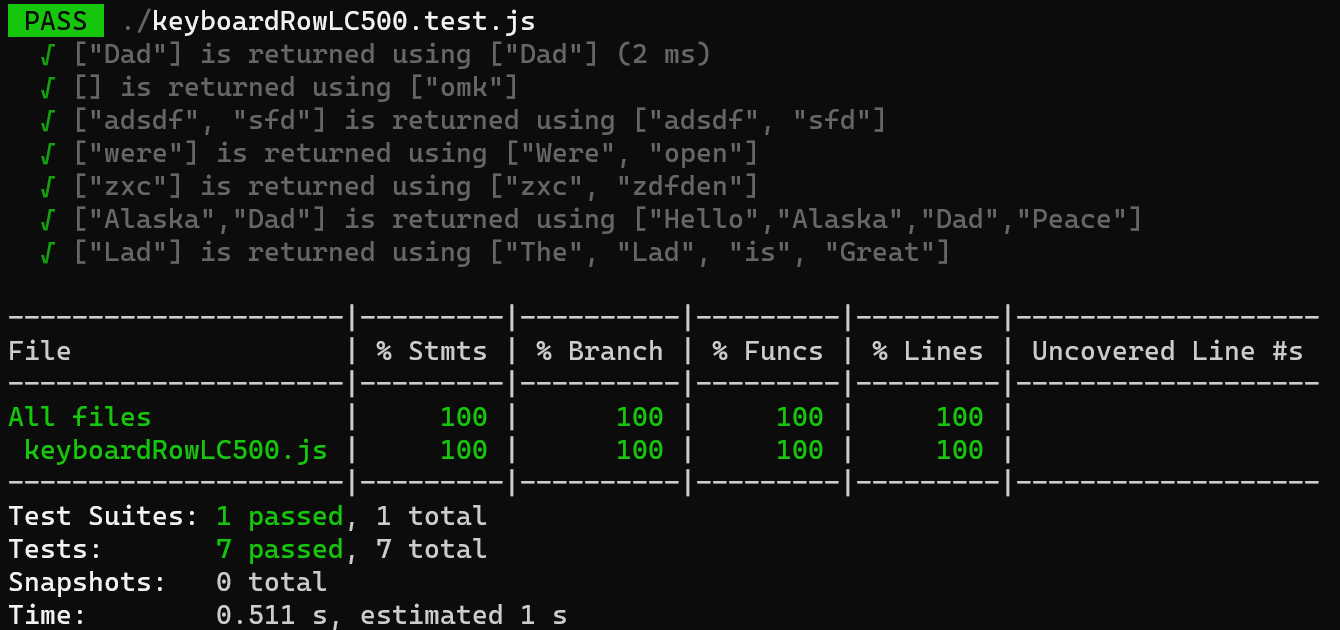 PASS ./keyboardRowLC500.test.js
√ ["Dad"] is returned using ["Dad"] (2 ms)
√ [] is returned using ["omk"]
√ ["adsdf", "sfd"] is returned using ["adsdf", "sfd"]
√ ["were"] is returned using ["Were", "open"]
√ ["zxc"] is returned using ["zxc", "zdfden"]
√ ["Alaska","Dad"] is returned using ["Hello","Alaska","Dad","Peace"]
√ ["Lad"] is returned using ["The", "Lad", "is", "Great"]
---------------------|---------|----------|---------|---------|-------------------
File                 | % Stmts | % Branch | % Funcs | % Lines | Uncovered Line #s
---------------------|---------|----------|---------|---------|-------------------
All files            |     100 |      100 |     100 |     100 |
 keyboardRowLC500.js |     100 |      100 |     100 |     100 |
---------------------|---------|----------|---------|---------|-------------------
Test Suites: 1 passed, 1 total
Tests:       7 passed, 7 total
Snapshots:   0 total
Time:        0.511 s, estimated 1 s